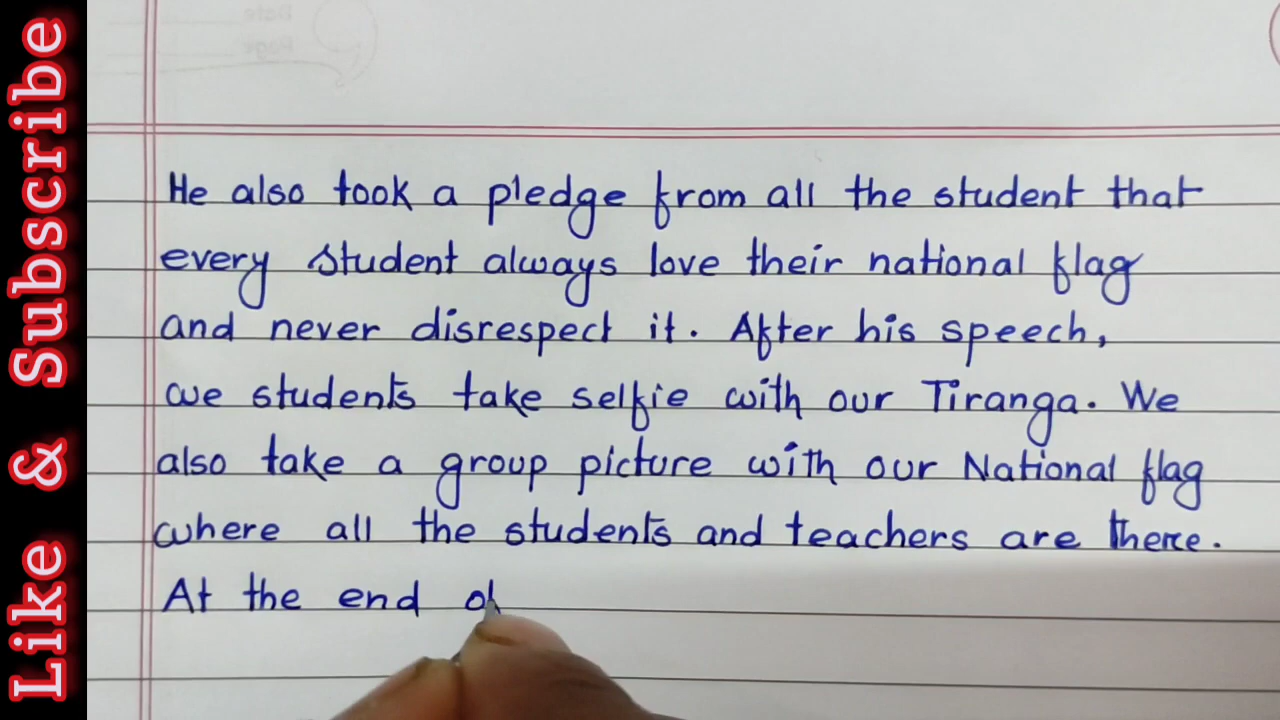 Like & Subscribe
He also took a pledge from all the student that
every student always love their national flag
and never disrespect it. After his speech,
we students take selfie with our Tiranga. We
also take a group picture with our National flag
where all the students and teachers are there.
At the end